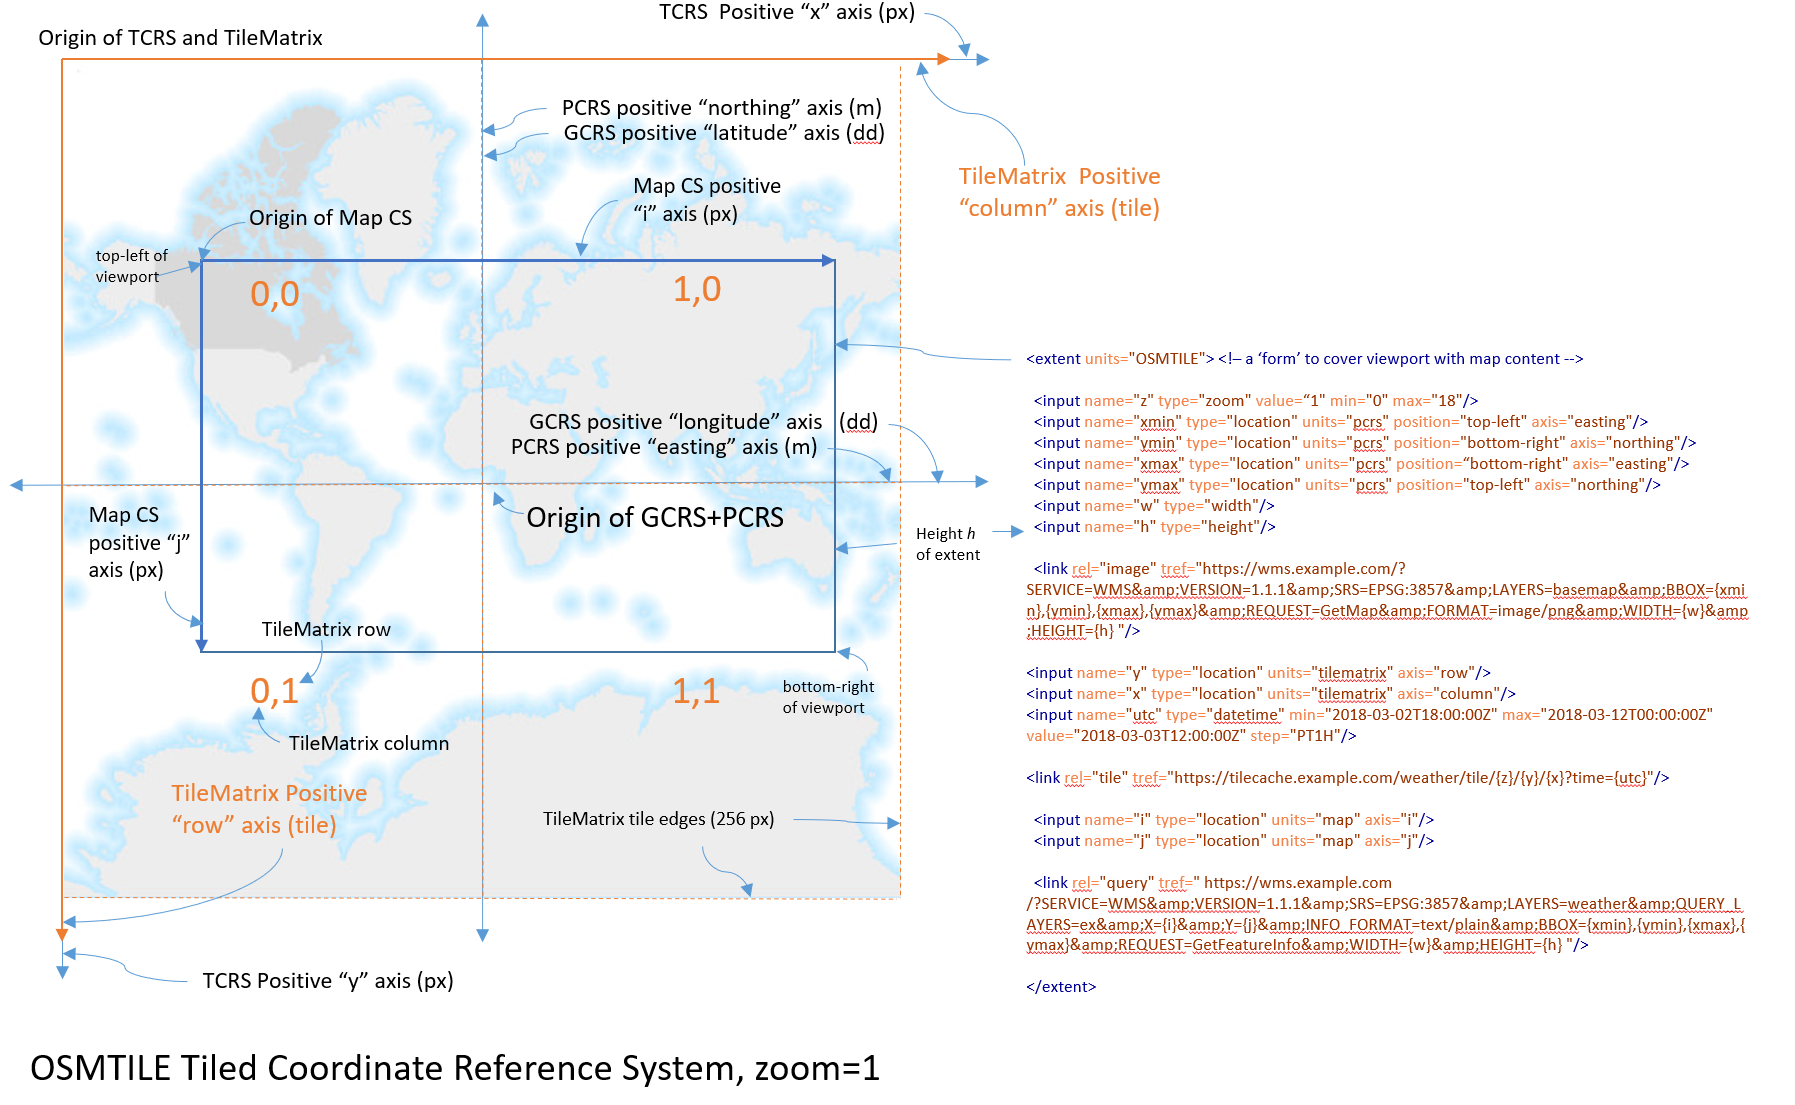 TCRS  Positive “x” axis (px)
Origin of TCRS and TileMatrix
PCRS positive “northing” axis (m)
GCRS positive “latitude” axis (dd)
TileMatrix  Positive
“column” axis (tile)
Map CS positive
“i” axis (px)
Origin of Map CS
top-left of
viewport
0,0
1,0
GCRS positive “longitude” axis   (dd)
PCRS positive “easting” axis (m)
Origin of GCRS+PCRS
Map CS
positive “j”
axis (px)
Height h
of extent
TileMatrix row
0,1
1,1
bottom-right
of viewport
TileMatrix column
TileMatrix Positive
“row” axis (tile)
TileMatrix tile edges (256 px)
TCRS Positive “y” axis (px)
<extent units="OSMTILE"> <!– a ‘form’ to cover viewport with map content -->
<input name="z" type="zoom" value=“1" min="0" max="18"/>
<input name="xmin" type="location" units="pcrs" position="top-left" axis="easting"/>
<input name="ymin" type="location" units="pcrs" position="bottom-right" axis="northing"/>
<input name="xmax" type="location" units="pcrs" position=“bottom-right" axis="easting"/>
<input name="ymax" type="location" units="pcrs" position="top-left" axis="northing"/>
<input name="w" type="width"/>
<input name="h" type="height"/>
<link rel="image" tref="https://wms.example.com/?
SERVICE=WMS&amp;VERSION=1.1.1&amp;SRS=EPSG:3857&amp;LAYERS=basemap&amp;BBOX={xmi
n},{ymin},{xmax},{ymax}&amp;REQUEST=GetMap&amp;FORMAT=image/png&amp;WIDTH={w}&amp
;HEIGHT={h} "/>
<input name="y" type="location" units="tilematrix" axis="row"/>
<input name="x" type="location" units="tilematrix" axis="column"/>
<input name="utc" type="datetime" min="2018-03-02T18:00:00Z" max="2018-03-12T00:00:00Z"
value="2018-03-03T12:00:00Z" step="PT1H"/>
<link rel="tile" tref="https://tilecache.example.com/weather/tile/{z}/{y}/{x}?time={utc}"/>
<input name="i" type="location" units="map" axis="i"/>
<input name="j" type="location" units="map" axis="j"/>
<link rel="query" tref=" https://wms.example.com
/?SERVICE=WMS&amp;VERSION=1.1.1&amp;SRS=EPSG:3857&amp;LAYERS=weather&amp;QUERY_L
AYERS=ex&amp;X={i}&amp;Y={j}&amp;INFO_FORMAT=text/plain&amp;BBOX={xmin},{ymin},{xmax},{
ymax}&amp;REQUEST=GetFeatureInfo&amp;WIDTH={w}&amp;HEIGHT={h} "/>
</extent>
OSMTILE Tiled Coordinate Reference System, zoom=1